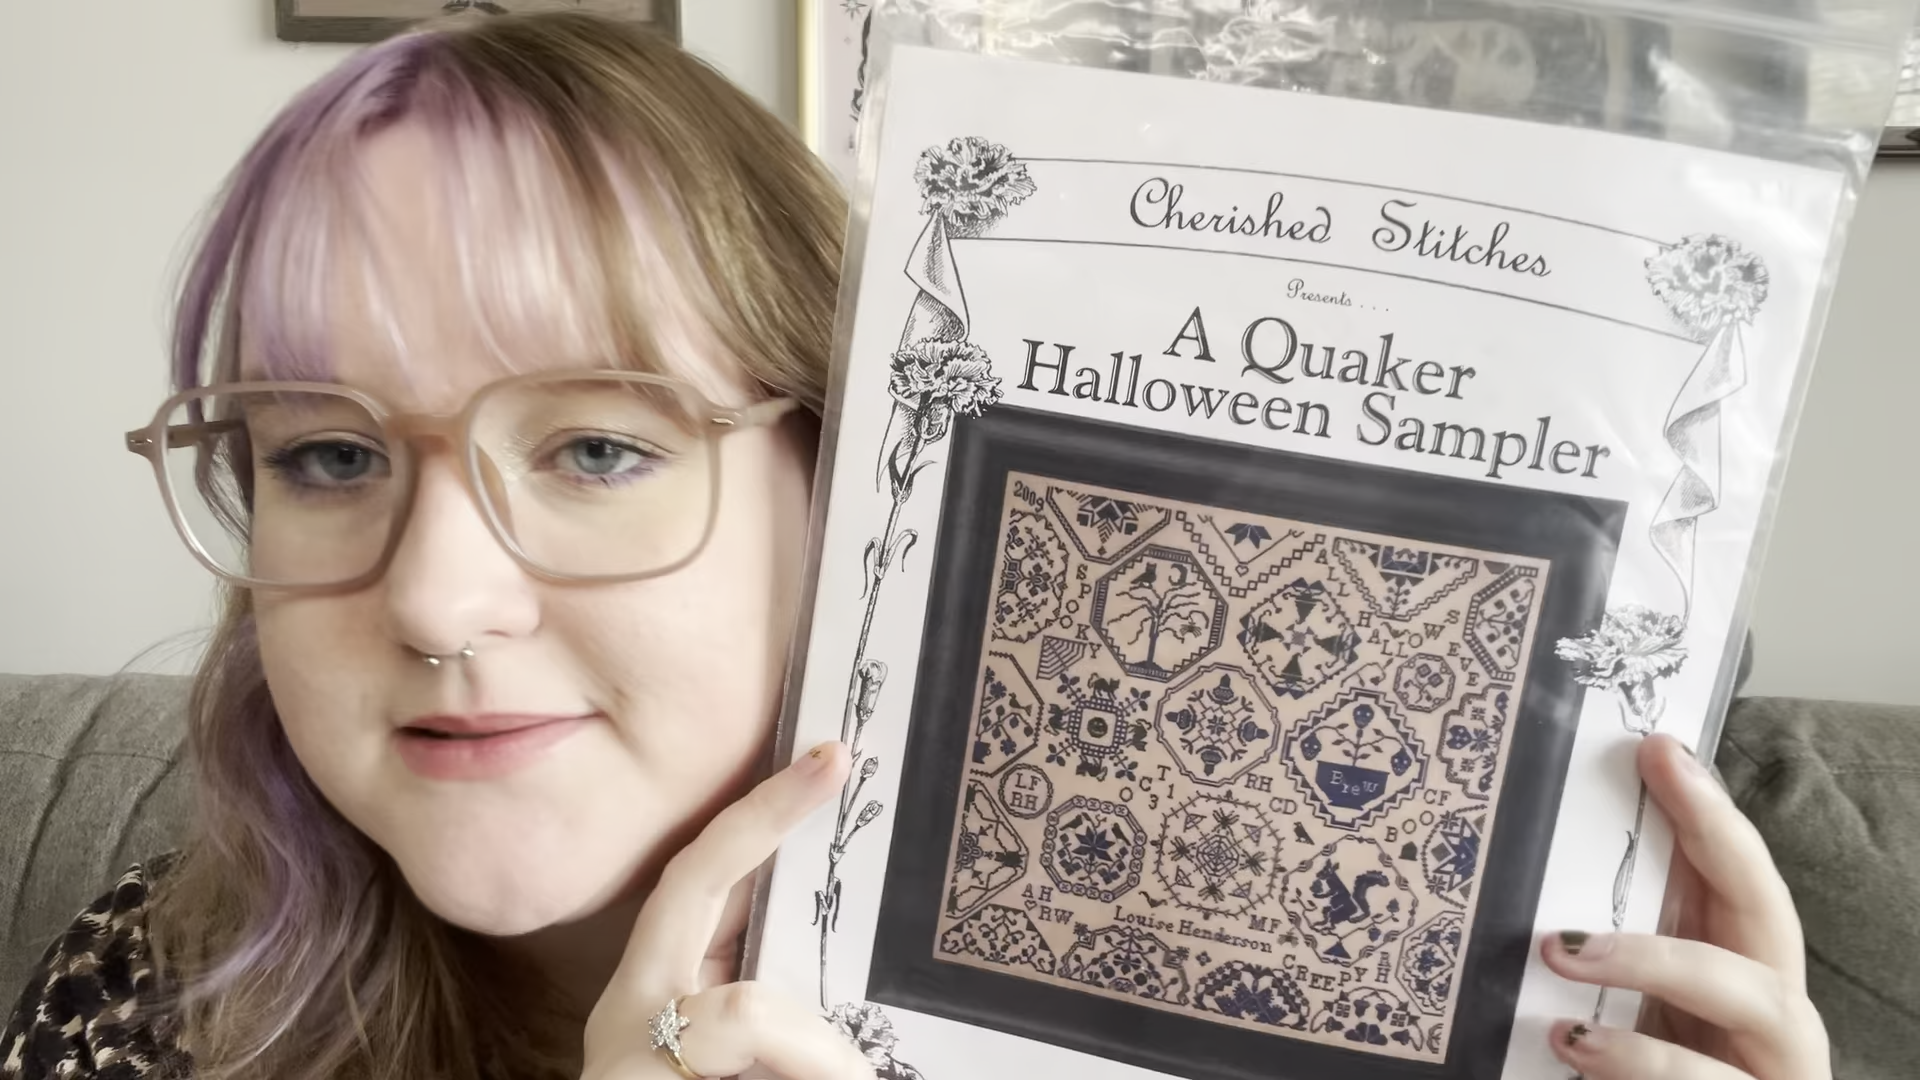 Cherished Stitches
Presents . . .
A Quaker
Halloween Sampler
2009
SPOOKY
ALL
HALLOWS
EVE
LF
RH
OCT
31
RH
CD
Brew
CF
BOO
AH
RW
Louise Henderson
MF
CREEPY